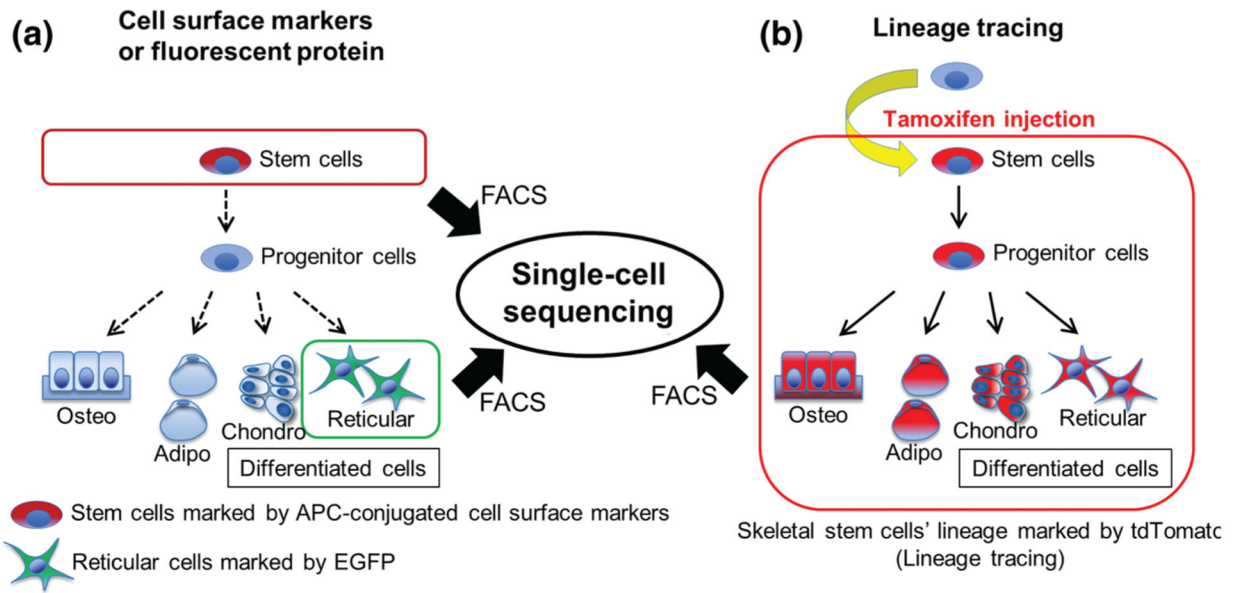 (a)
Cell surface markers
or fluorescent protein
Stem cells
Progenitor cells
Osteo
Adipo
Chondro
Reticular
Differentiated cells
Stem cells marked by APC-conjugated cell surface markers
Reticular cells marked by EGFP
FACS
Single-cell
sequencing
FACS
FACS
(b)
Lineage tracing
Tamoxifen injection
Stem cells
Progenitor cells
Osteo
Adipo
Chondro
Reticular
Differentiated cells
Skeletal stem cells' lineage marked by tdTomato
(Lineage tracing)